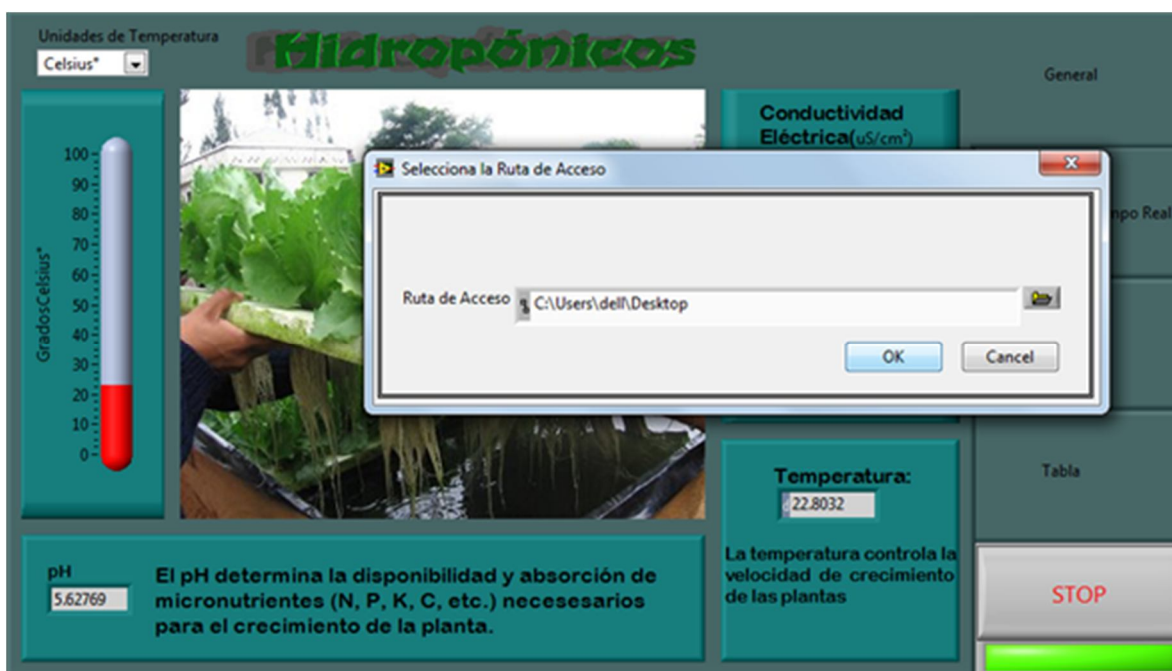 Unidades de Temperatura
Celsius°
Hidropónicos
General
100
90
80
70
60
50
40
30
20
10
0
GradosCelsius°
Conductividad
Eléctrica(uS/cm²)
Selecciona la Ruta de Acceso
Ruta de Acceso
C:\Users\dell\Desktop
OK
Cancel
Real
Temperatura:
22.8032
La temperatura controla la
velocidad de crecimiento
de las plantas
Tabla
pH
5.62769
El pH determina la disponibilidad y absorción de
micronutrientes (N, P, K, C, etc.) necesesarios
para el crecimiento de la planta.
STOP